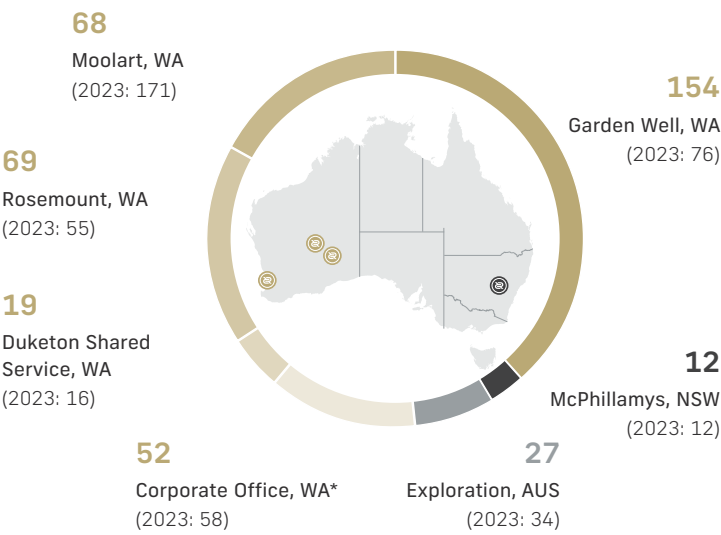 68
Moolart, WA
(2023: 171)
154
Garden Well, WA
(2023: 76)
69
Rosemount, WA
(2023: 55)
19
Duketon Shared
Service, WA
(2023: 16)
12
McPhillamys, NSW
(2023: 12)
52
Corporate Office, WA*
(2023: 58)
27
Exploration, AUS
(2023: 34)